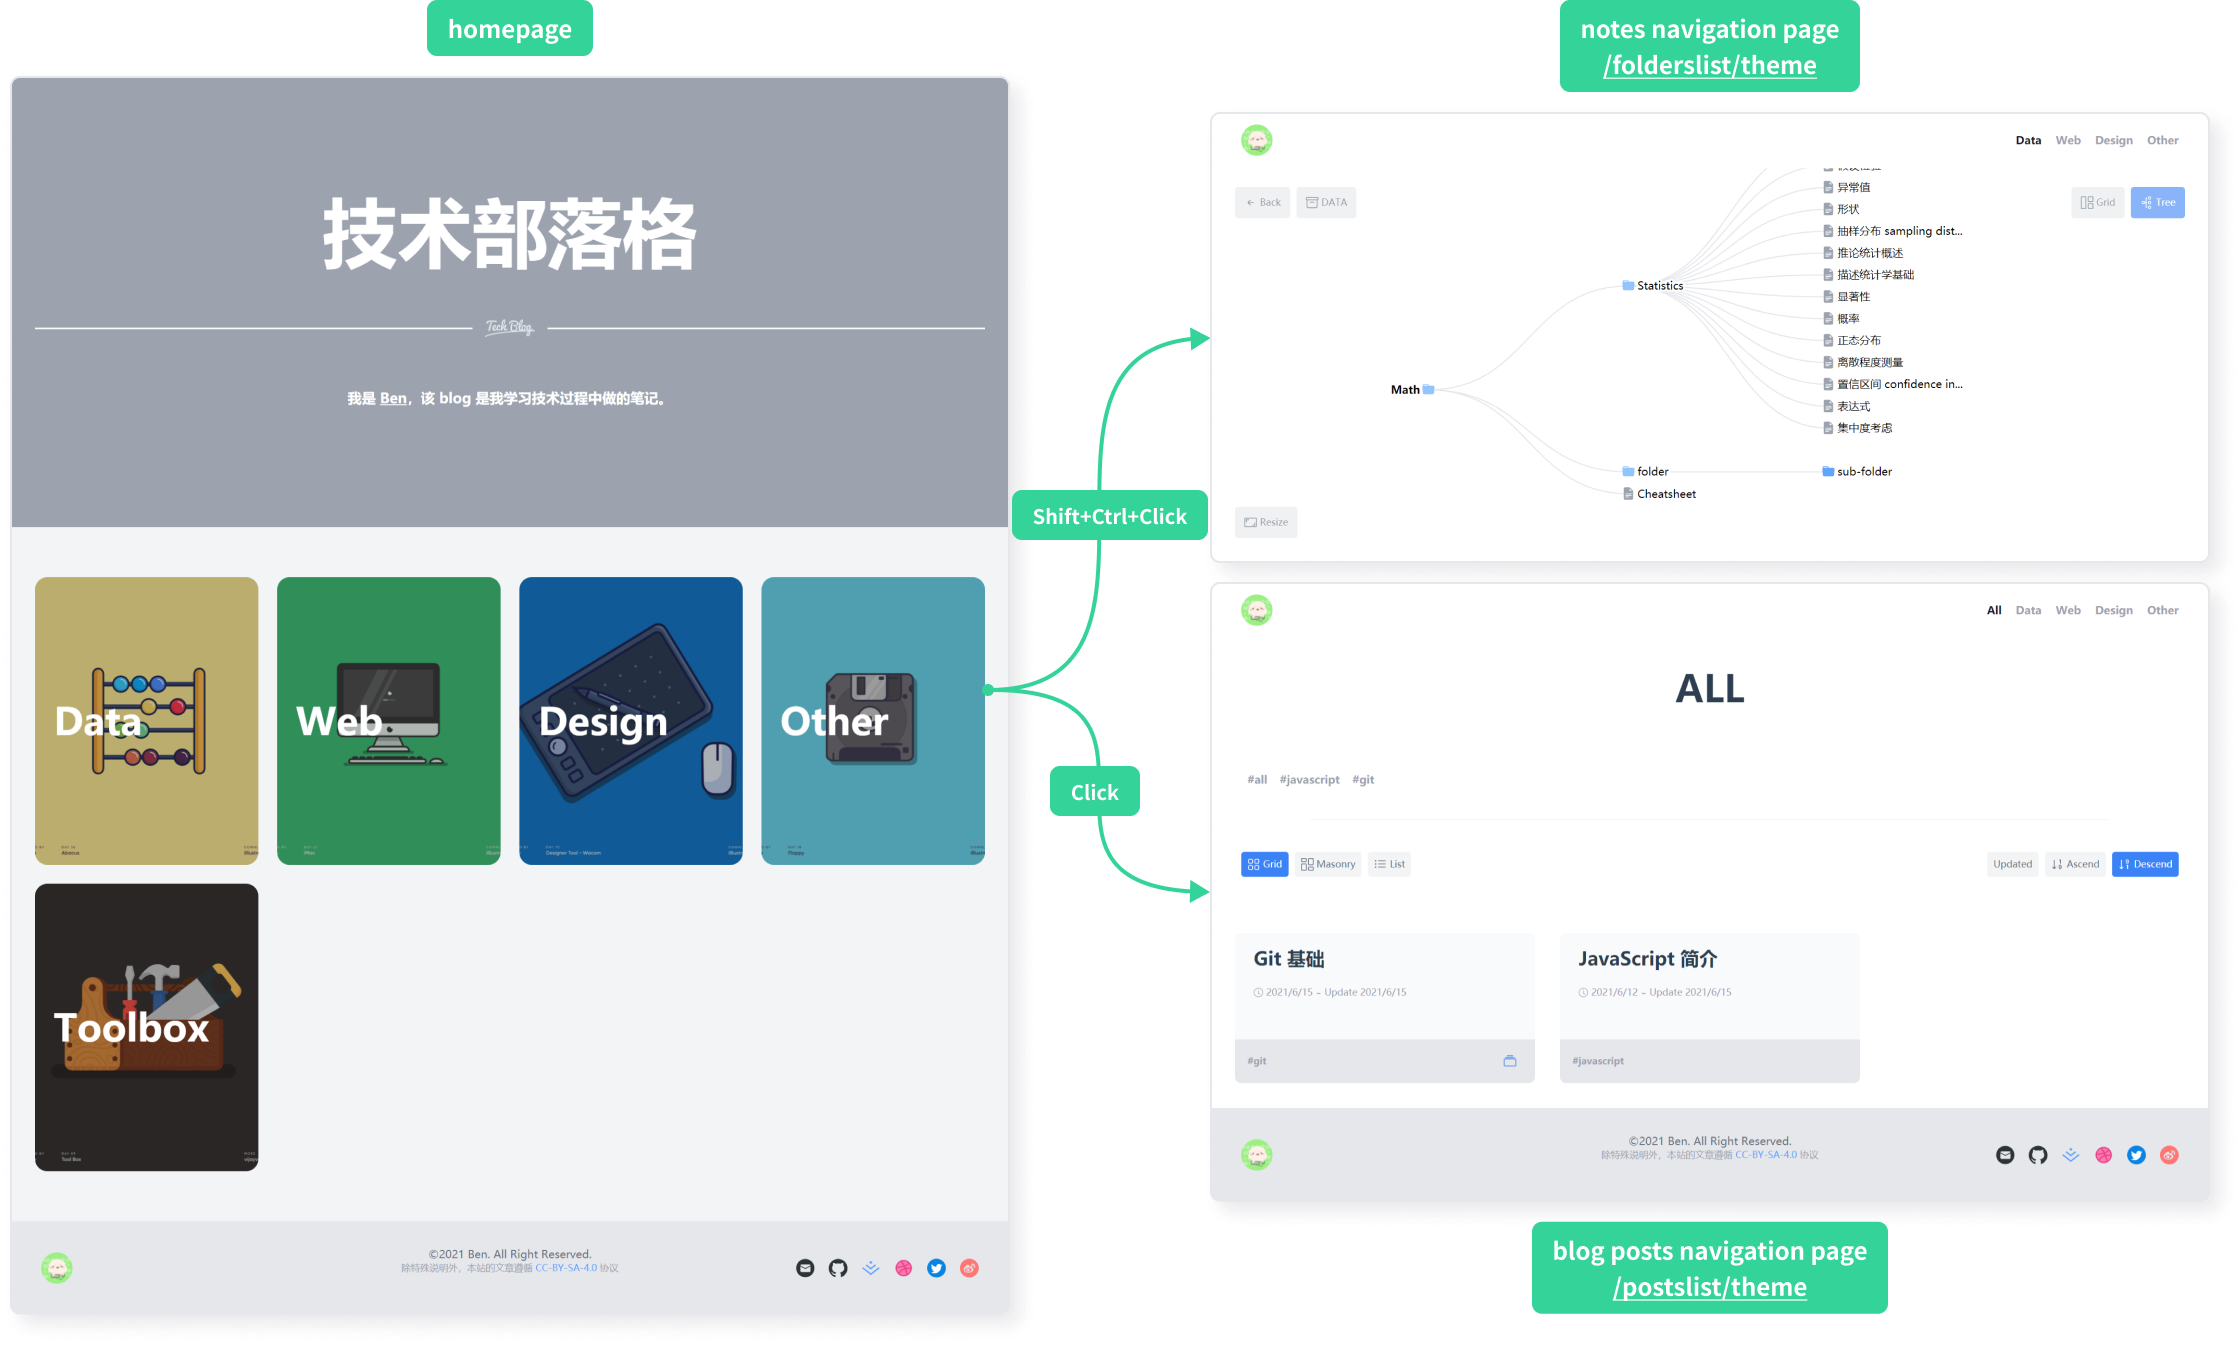 homepage
技术部落格
Tech Blog
我是 Ben，该 blog 是我学习技术过程中做的笔记。
Data
Web
Design
Other
Abacus
iMac
Designer Tool - Wacom
Floppy
Toolbox
Tool Box
©2021 Ben. All Right Reserved.
除特殊说明外，本站的文章遵循 CC-BY-SA-4.0 协议
Shift+Ctrl+Click
Click
notes navigation page
/folderslist/theme
Data Web Design Other
Back DATA
Grid Tree
异常值
形状
抽样分布 sampling dist...
推论统计概述
描述统计学基础
Statistics
显著性
概率
正态分布
离散程度测量
Math
置信区间 confidence in...
表达式
集中度考虑
folder
sub-folder
Cheatsheet
Resize
All Data Web Design Other
ALL
#all #javascript #git
Grid Masonry List
Updated Ascend Descend
Git 基础
2021/6/15 ~ Update 2021/6/15
#git
JavaScript 简介
2021/6/12 ~ Update 2021/6/15
#javascript
©2021 Ben. All Right Reserved.
除特殊说明外，本站的文章遵循 CC-BY-SA-4.0 协议
blog posts navigation page
/postslist/theme